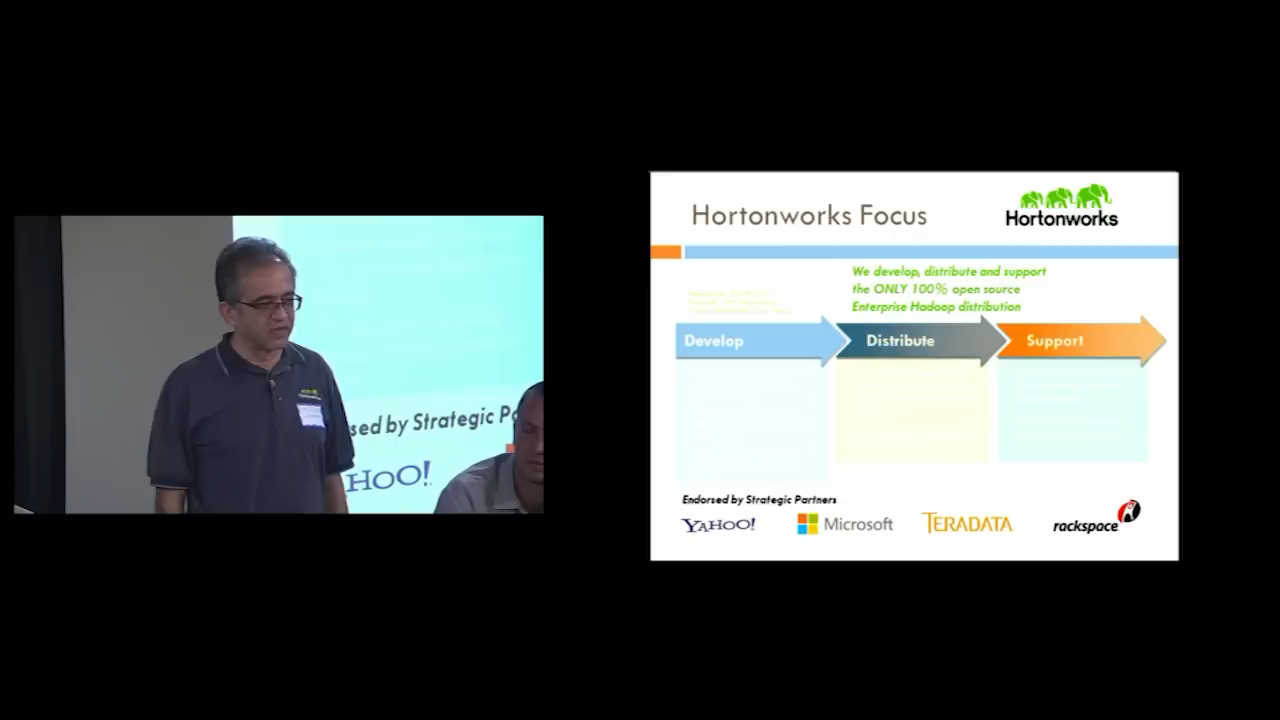 sed by Strategic Pa
HOO!
Hortonworks Focus
Hortonworks
We develop, distribute and support
the ONLY 100% open source
Enterprise Hadoop distribution
Develop
Distribute
Support
Endorsed by Strategic Partners
YAHOO!
Microsoft
TERADATA
rackspace